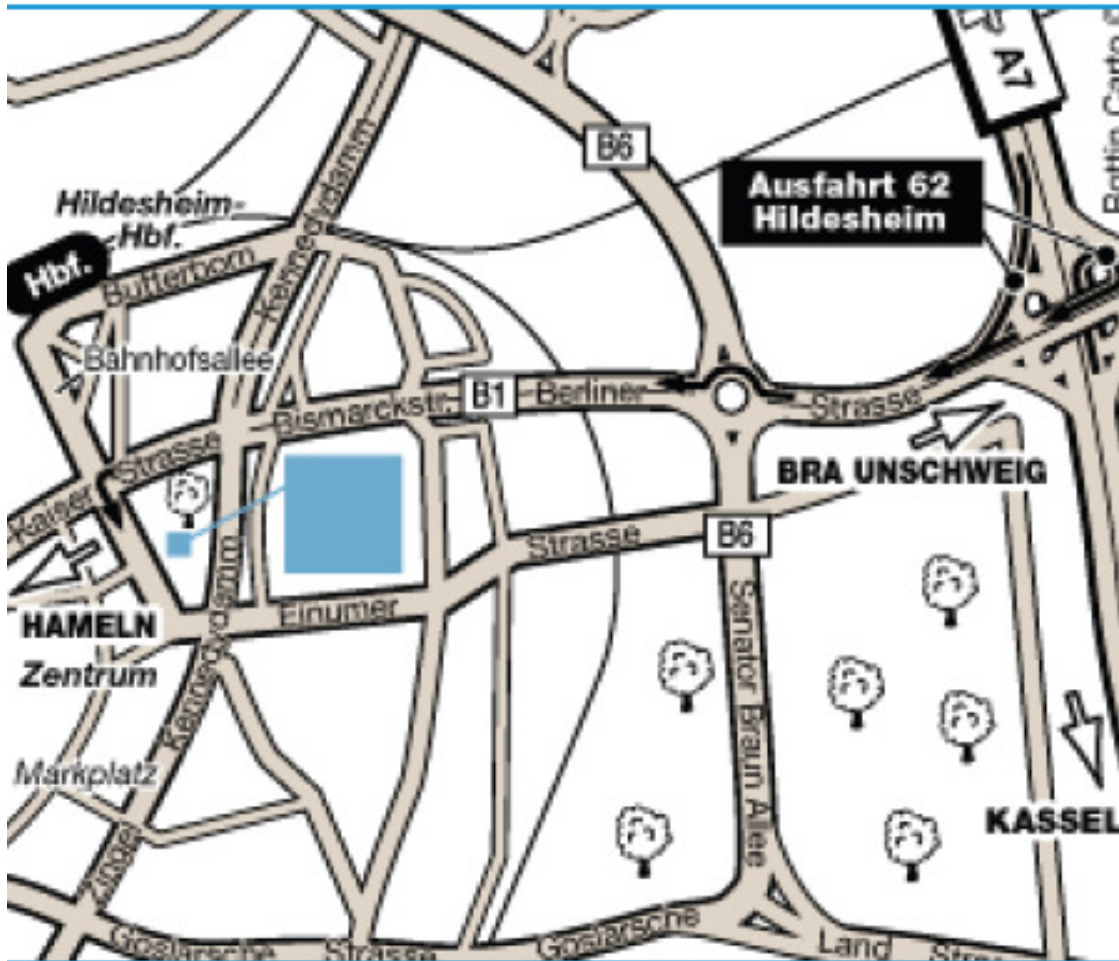 A7
B6
Ausfahrt 62
Hildesheim
Kennedydamm
Hildesheim-
Hbf.
Hbf.
Butterborn
Bahnhofsallee
Bismarckstr.
B1
Berliner
Strasse
BRA UNSCHWEIG
Kaiser
Strasse
Strasse
B6
HAMELN
Zentrum
Einumer
Kennedydamm
Senator Braun Allee
Markplatz
KASSEL
Zingel
Goslarsche
Strasse
Goslarsche
Land